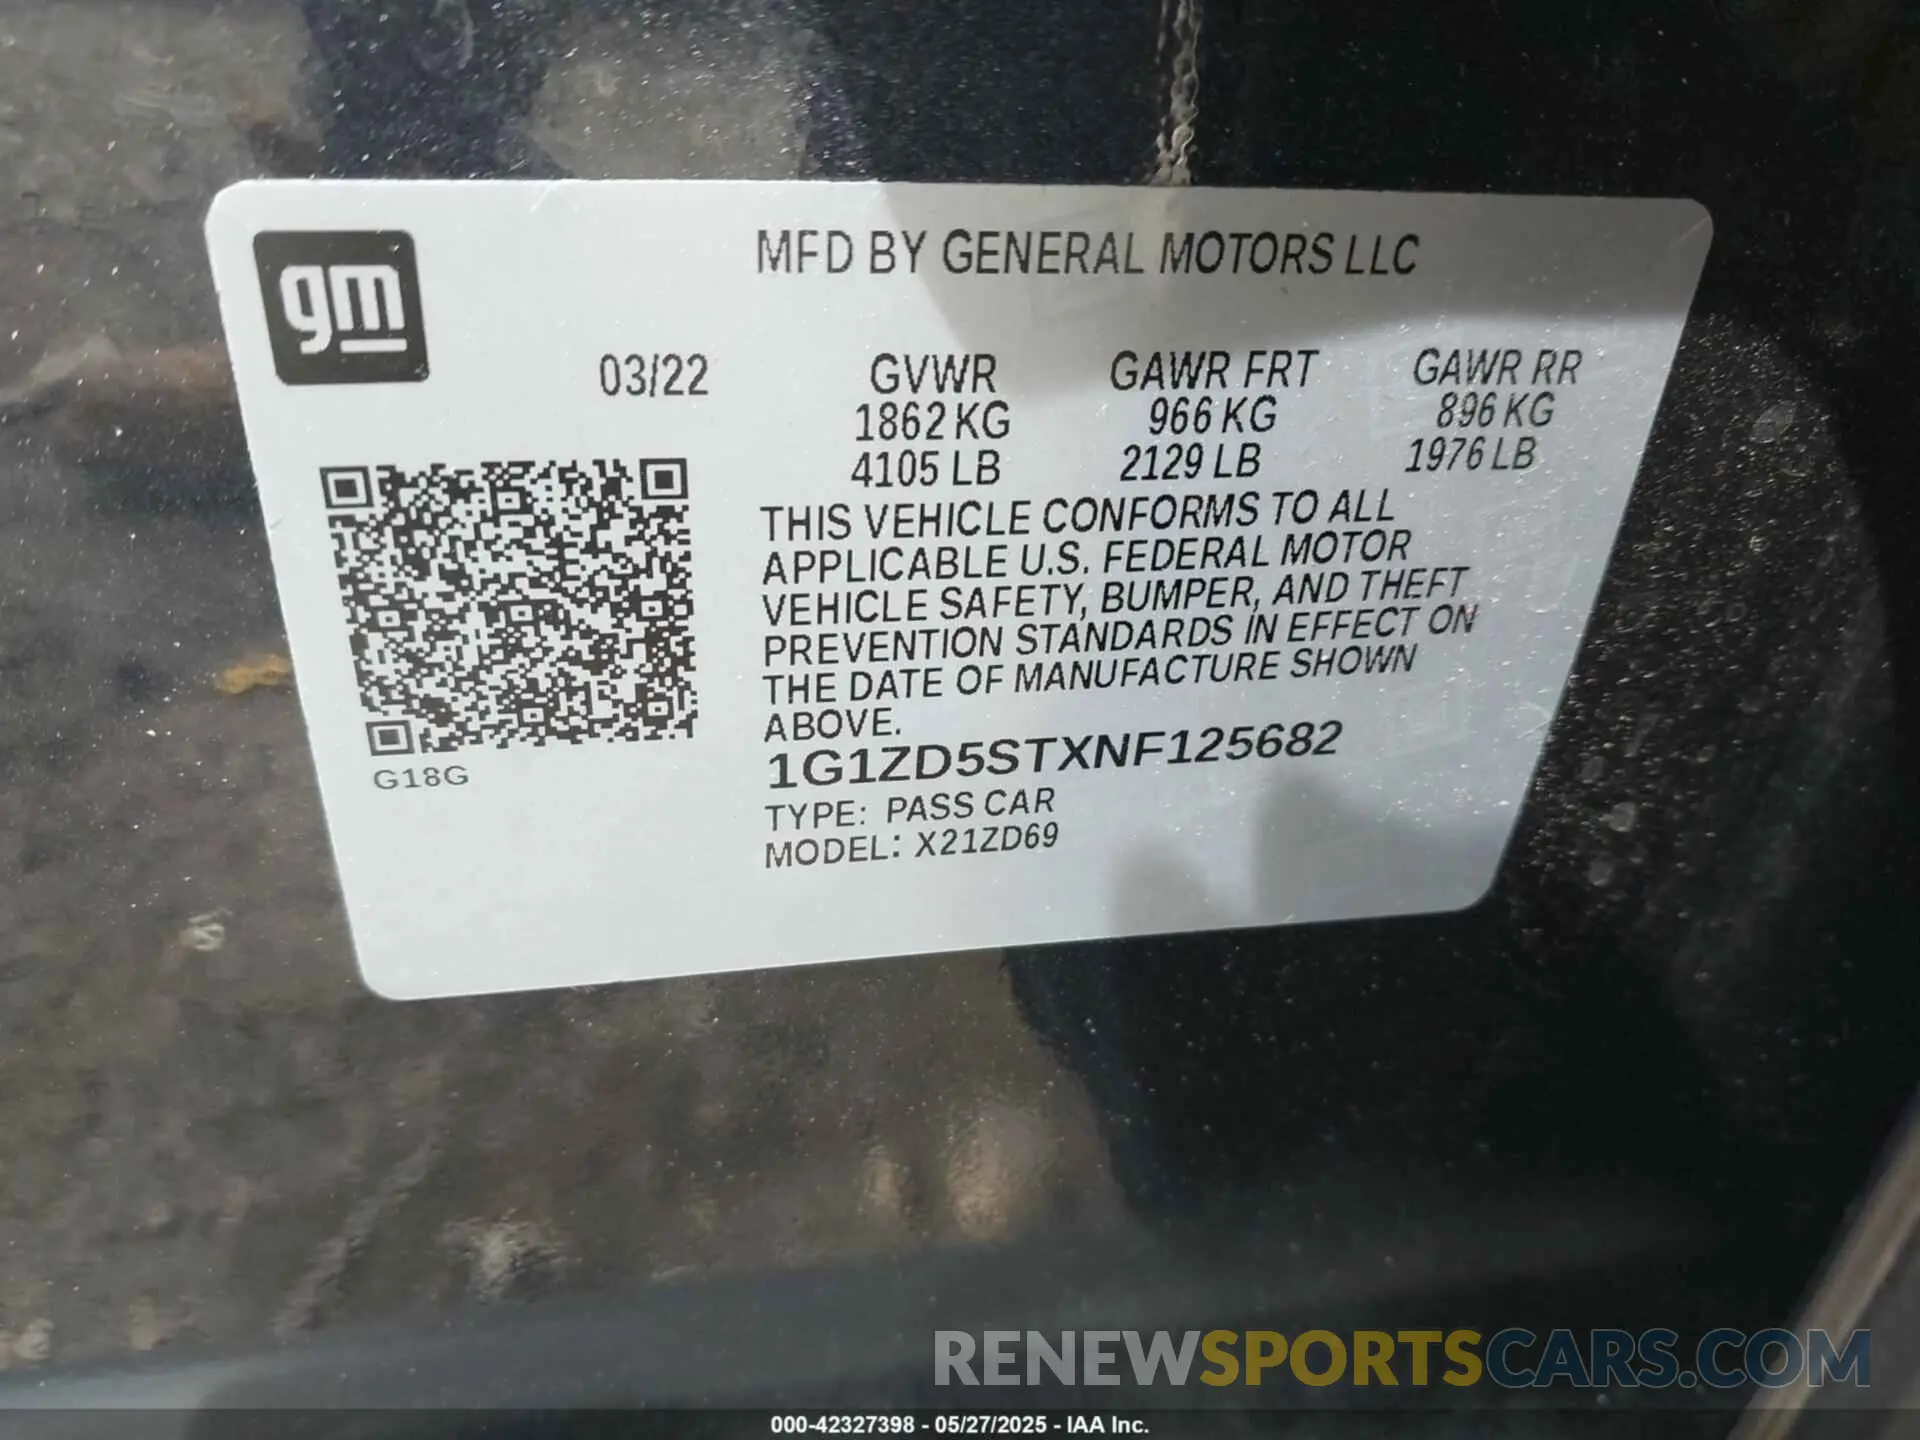 gm
MFD BY GENERAL MOTORS LLC
03/22
GVWR GAWR FRT GAWR RR
1862 KG 966 KG 896 KG
4105 LB 2129 LB 1976 LB
THIS VEHICLE CONFORMS TO ALL
APPLICABLE U.S. FEDERAL MOTOR
VEHICLE SAFETY, BUMPER, AND THEFT
PREVENTION STANDARDS IN EFFECT ON
THE DATE OF MANUFACTURE SHOWN
ABOVE.
1G1ZD5STXNF125682
TYPE: PASS CAR
MODEL: X21ZD69
G18G
RENEWSPORTSCARS.COM
000-42327398 - 05/27/2025 - IAA Inc.